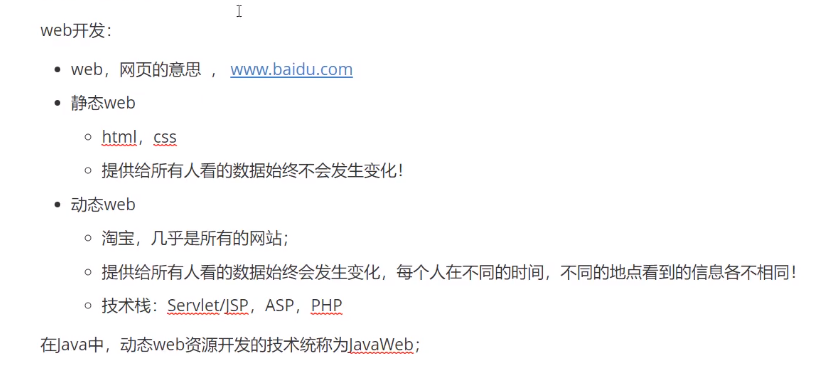 web开发：
web，网页的意思 ， www.baidu.com
静态web
html，css
提供给所有人看的数据始终不会发生变化！
动态web
淘宝，几乎是所有的网站；
提供给所有人看的数据始终会发生变化，每个人在不同的时间，不同的地点看到的信息各不相同！
技术栈：Servlet/JSP，ASP，PHP
在Java中，动态web资源开发的技术统称为JavaWeb；